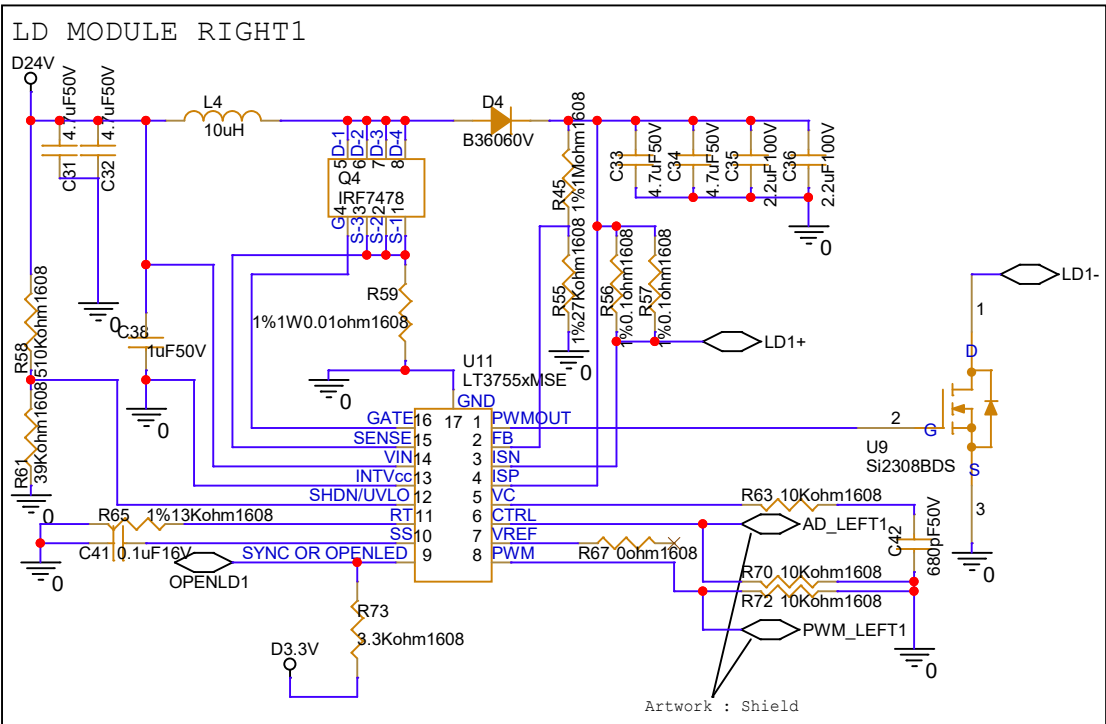 LD MODULE RIGHT1
D24V
4.7uF50V
4.7uF50V
C31
C32
L4
10uH
D-1
D-2
D-3
D-4
5
6
7
8
Q4
IRF7478
4
3
2
1
G
S-3
S-2
S-1
D4
B36060V
R45
1%1Mohm1608
C33
4.7uF50V
C34
4.7uF50V
C35
2.2uF100V
C36
2.2uF100V
0
R55
1%27Kohm1608
R56
1%0.1ohm1608
R57
1%0.1ohm1608
0
LD1+
R59
1%1W0.01ohm1608
0
R58
510Kohm1608
0
C38
1uF50V
0
R61
39Kohm1608
0
U11
LT3755xMSE
GND
17
GATE 16
SENSE 15
VIN 14
INTVcc 13
SHDN/UVLO 12
RT 11
SS 10
SYNC OR OPENLED 9
1 PWMOUT
2 FB
3 ISN
4 ISP
5 VC
6 CTRL
7 VREF
8 PWM
LD1-
1
D
2
G
U9
Si2308BDS
S
3
0
R65 1%13Kohm1608
C41 0.1uF16V
0
OPENLD1
R73
3.3Kohm1608
D3.3V
R63 10Kohm1608
AD_LEFT1
C42
680pF50V
R67 0ohm1608
R70 10Kohm1608
R72 10Kohm1608
PWM_LEFT1
0
Artwork : Shield